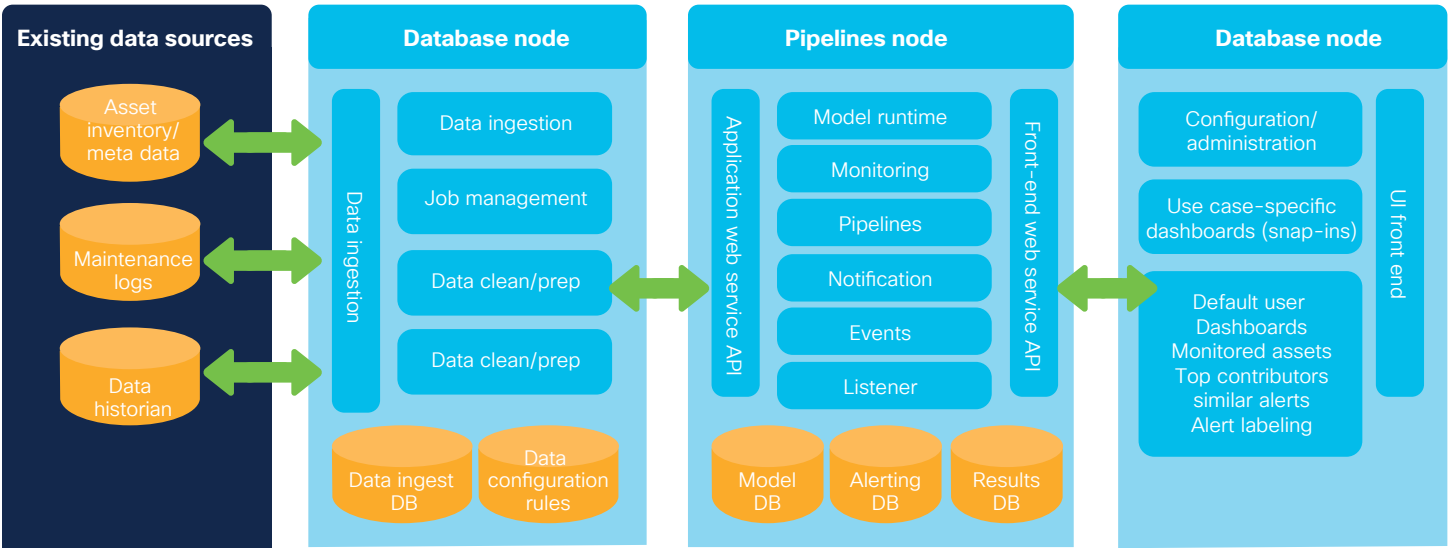 Existing data sources
Asset
inventory/
meta data
Maintenance
logs
Data
historian
Database node
Data ingestion
Data ingestion
Job management
Data clean/prep
Data clean/prep
Data ingest
DB
Data
configuration
rules
Pipelines node
Application web service API
Model runtime
Monitoring
Pipelines
Notification
Events
Listener
Front-end web service API
Model
DB
Alerting
DB
Results
DB
Database node
Configuration/
administration
Use case-specific
dashboards (snap-ins)
Default user
Dashboards
Monitored assets
Top contributors
similar alerts
Alert labeling
UI front end